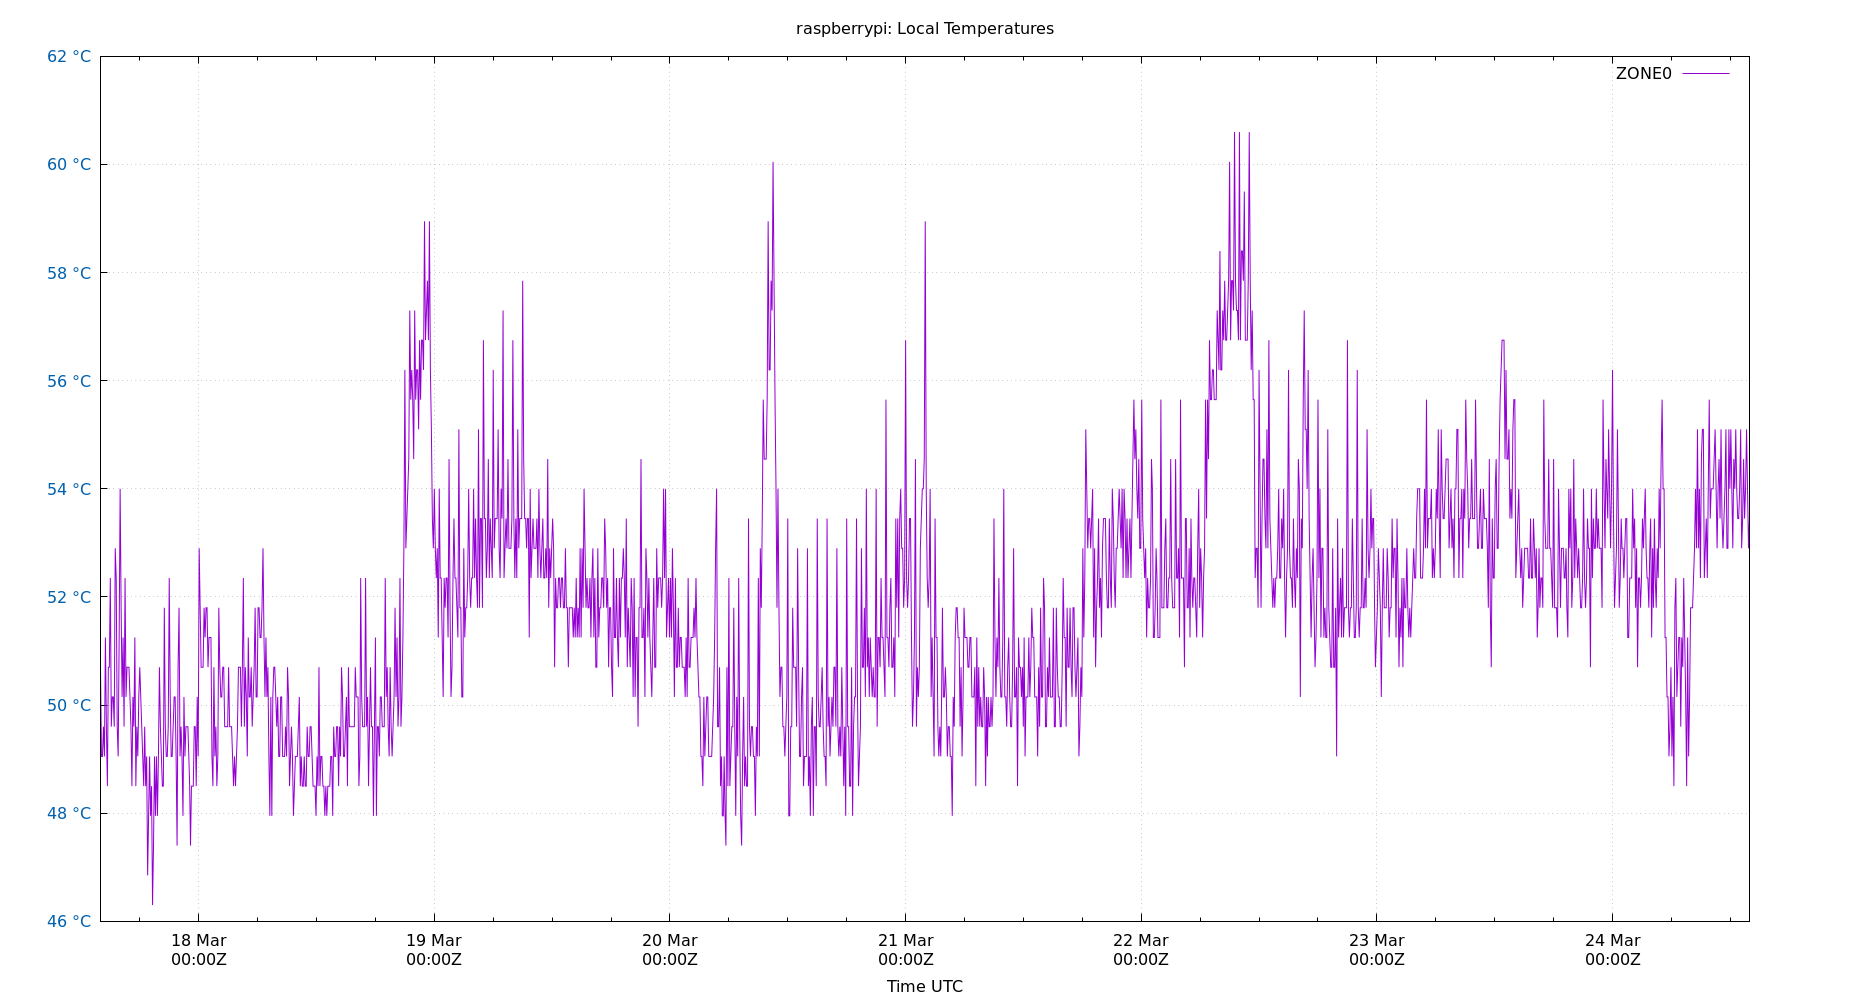 raspberrypi: Local Temperatures
62 °C
ZONE0
60 °C
58 °C
56 °C
54 °C
52 °C
50 °C
48 °C
46 °C
18 Mar 19 Mar 20 Mar 21 Mar 22 Mar 23 Mar 24 Mar
00:00Z 00:00Z 00:00Z 00:00Z 00:00Z 00:00Z 00:00Z
Time UTC